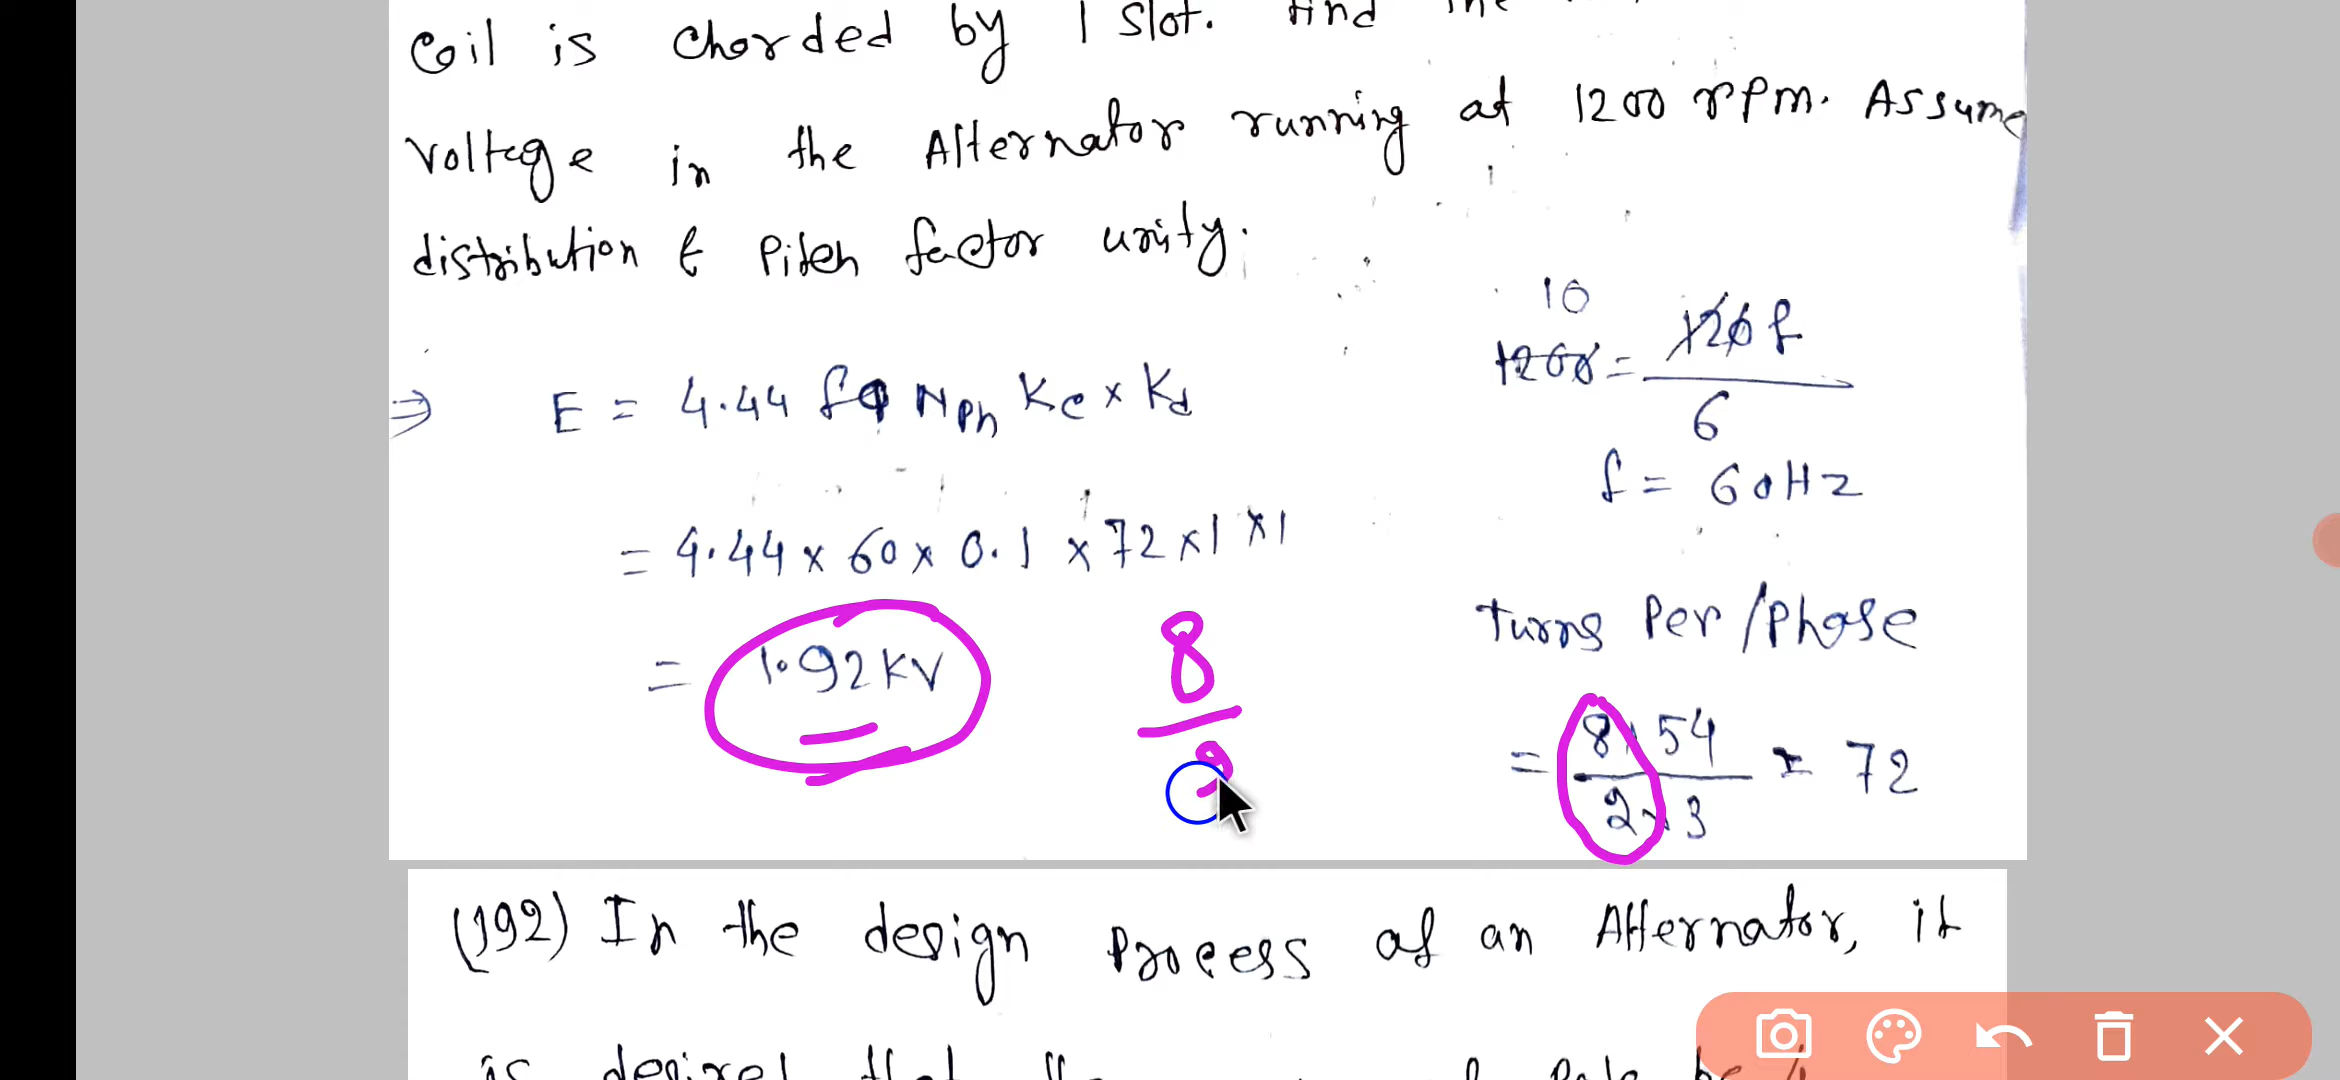 Coil is chorded by 1 slot. find the
Voltage in the Alternator running at 1200 rpm. Assume
distribution & Pitch factor unity.
⇒ E = 4.44 fφ NPh Kc × Kd
= 4.44 × 60 × 0.1 × 72 × 1 × 1
= 1.92 KV
8
10
1200 = 120 f
6
f = 60Hz
Turns Per / Phase
= 8 × 54 = 72
2 × 3
(192) In the design Process of an Alternator, it
is desired that